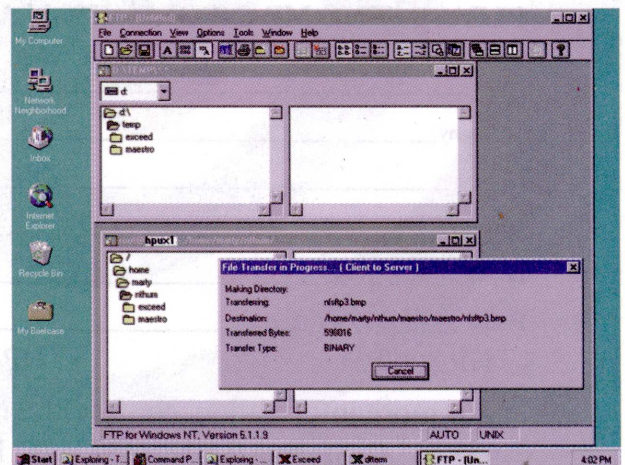 My Computer
Network
Neighborhood
Inbox
Internet
Explorer
Recycle Bin
My Briefcase
FTP - [Untitled]
File Connection View Options Tools Window Help
d:
d:\
temp
exceed
maestro
hpux1 /home/marty/nthum/
/
home
marty
nthum
exceed
maestro
File Transfer in Progress... ( Client to Server )
Making Directory:
Transferring: nfsftp3.bmp
Destination: /home/marty/nthum/maestro/maestro/nfsftp3.bmp
Transferred Bytes: 590816
Transfer Type: BINARY
Cancel
FTP for Windows NT, Version 5.1.1.9 AUTO UNIX
Start Exploring - T... Command P... Exploring - ... Exceed dtterm FTP - [Un... 4:02 PM